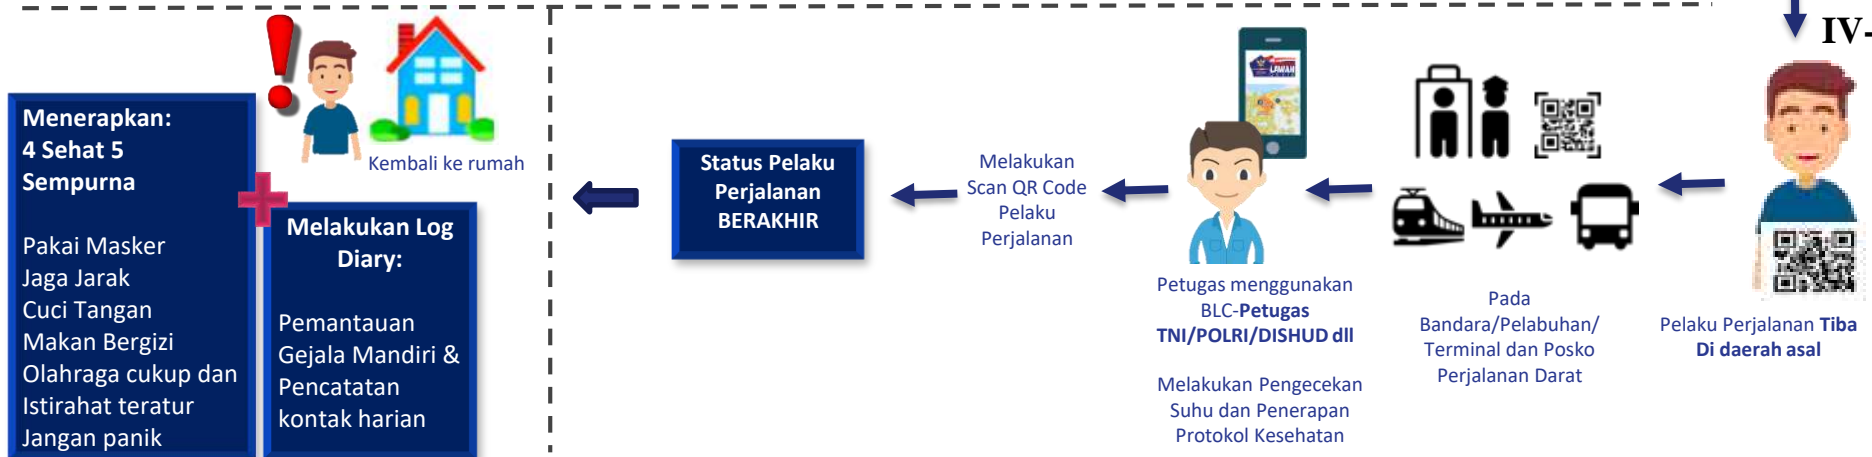 IV-
Menerapkan:
4 Sehat 5
Sempurna
Pakai Masker
Jaga Jarak
Cuci Tangan
Makan Bergizi
Olahraga cukup dan
Istirahat teratur
Jangan panik
Kembali ke rumah
Melakukan Log
Diary:
Pemantauan
Gejala Mandiri &
Pencatatan
kontak harian
Status Pelaku
Perjalanan
BERAKHIR
Melakukan
Scan QR Code
Pelaku
Perjalanan
LAWAN
Petugas menggunakan
BLC-Petugas
TNI/POLRI/DISHUD dll
Melakukan Pengecekan
Suhu dan Penerapan
Protokol Kesehatan
Pada
Bandara/Pelabuhan/
Terminal dan Posko
Perjalanan Darat
Pelaku Perjalanan Tiba
Di daerah asal